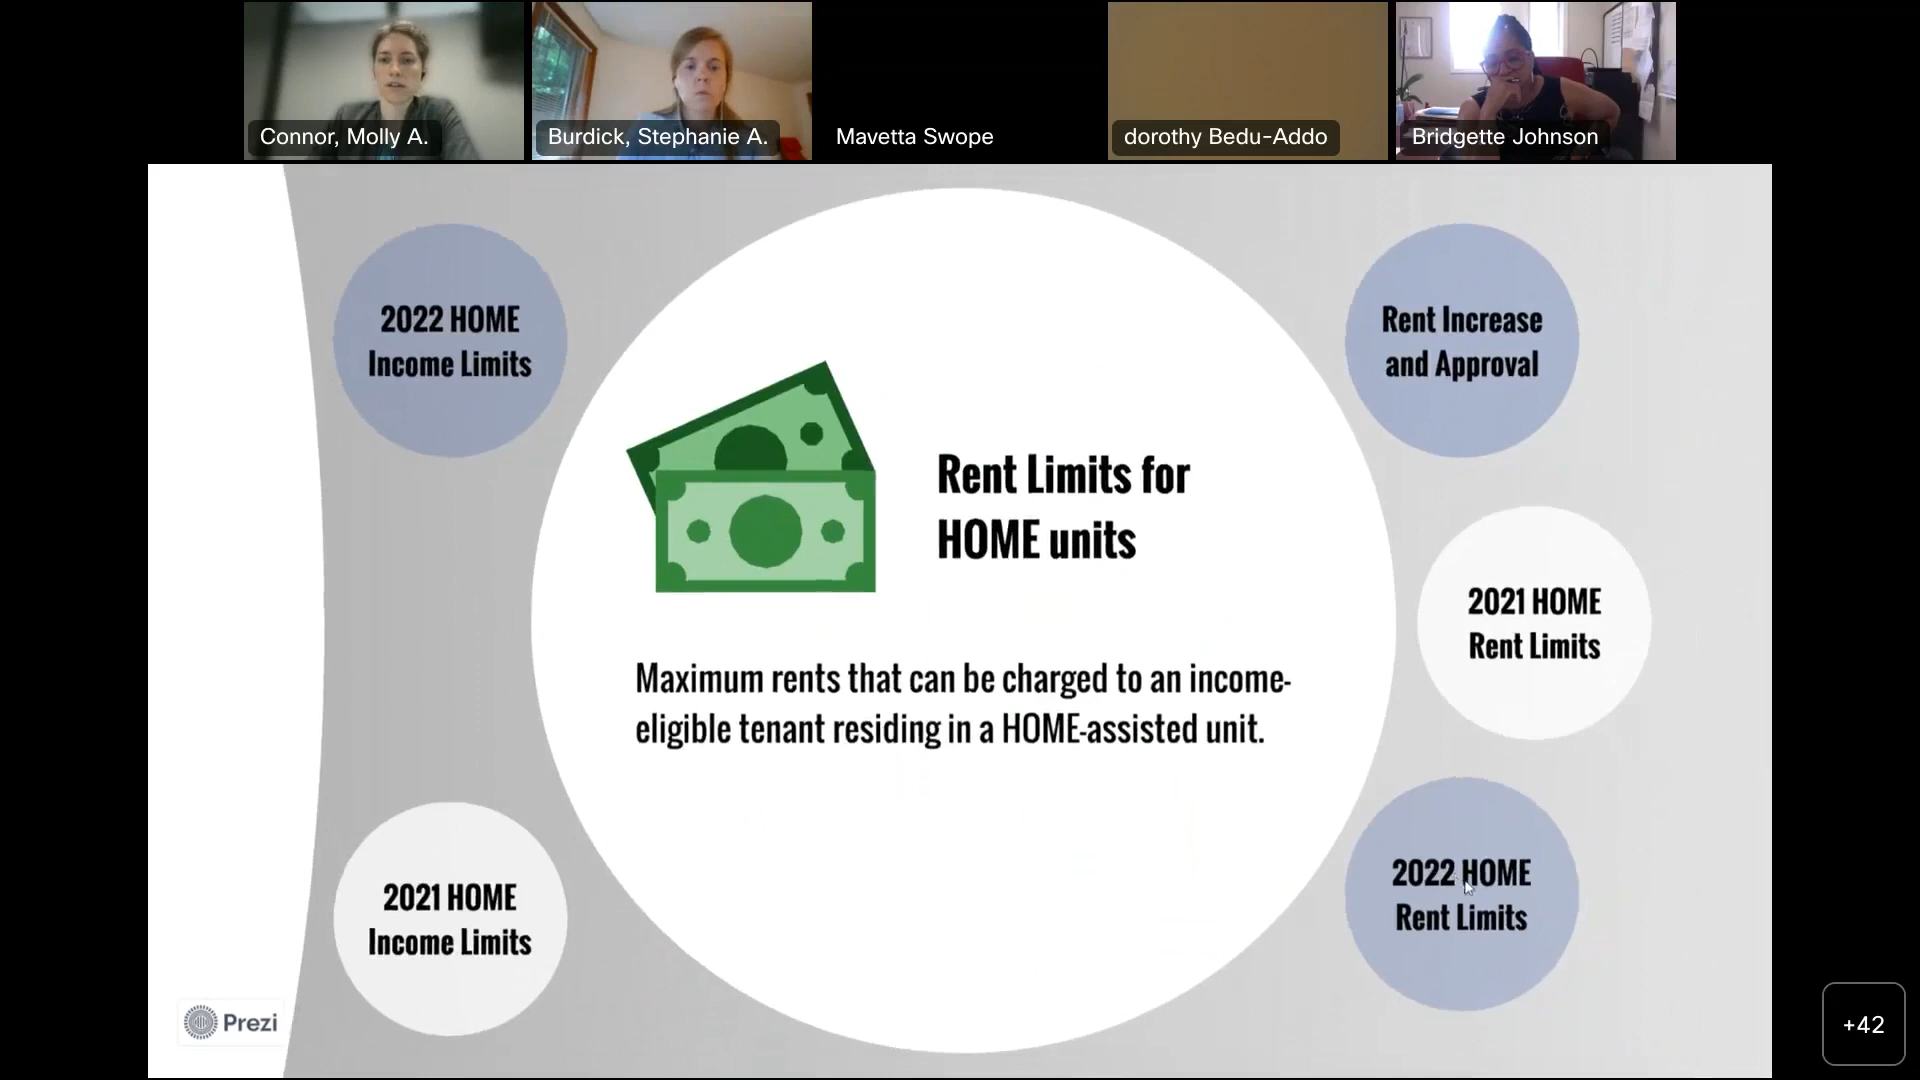 Connor, Molly A.
Burdick, Stephanie A.
Mavetta Swope
dorothy Bedu-Addo
Bridgette Johnson
2022 HOME
Income Limits
Rent Increase
and Approval
Rent Limits for
HOME units
2021 HOME
Rent Limits
Maximum rents that can be charged to an income-
eligible tenant residing in a HOME-assisted unit.
2022 HOME
Rent Limits
2021 HOME
Income Limits
Prezi
+42